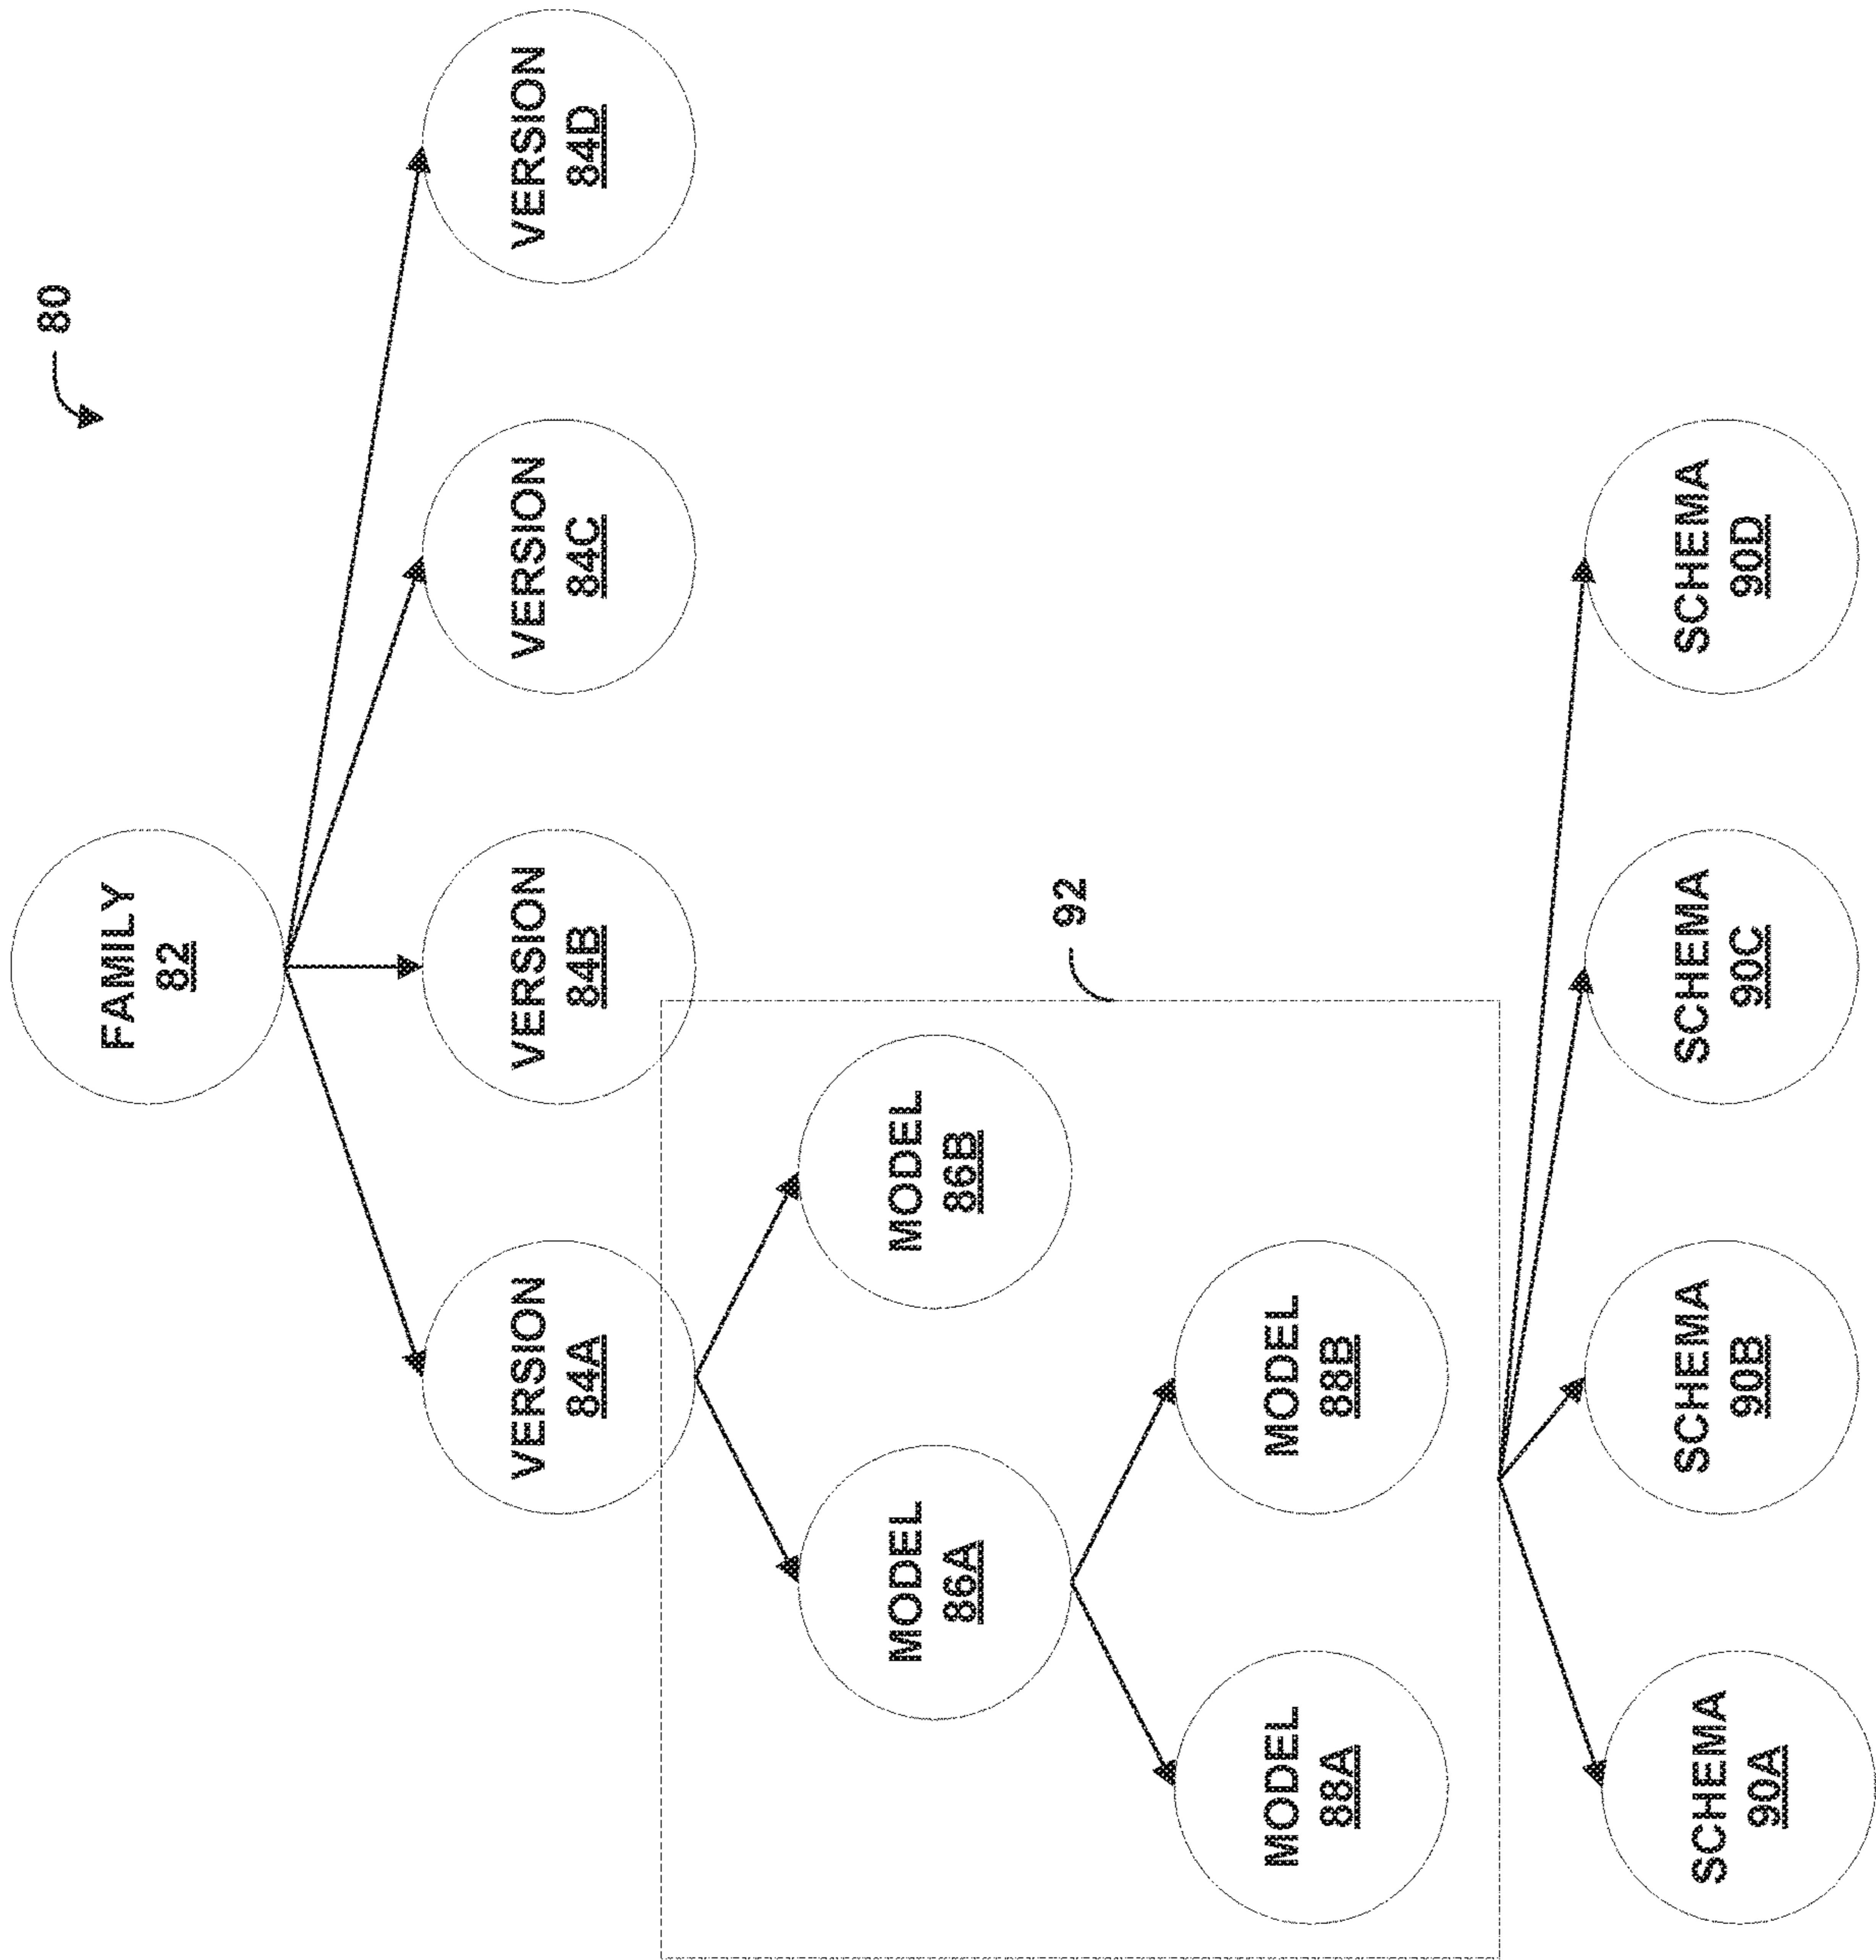 80
FAMILY
82
VERSION
84A
VERSION
84B
VERSION
84C
VERSION
84D
92
MODEL
86A
MODEL
86B
MODEL
88A
MODEL
88B
SCHEMA
90A
SCHEMA
90B
SCHEMA
90C
SCHEMA
90D